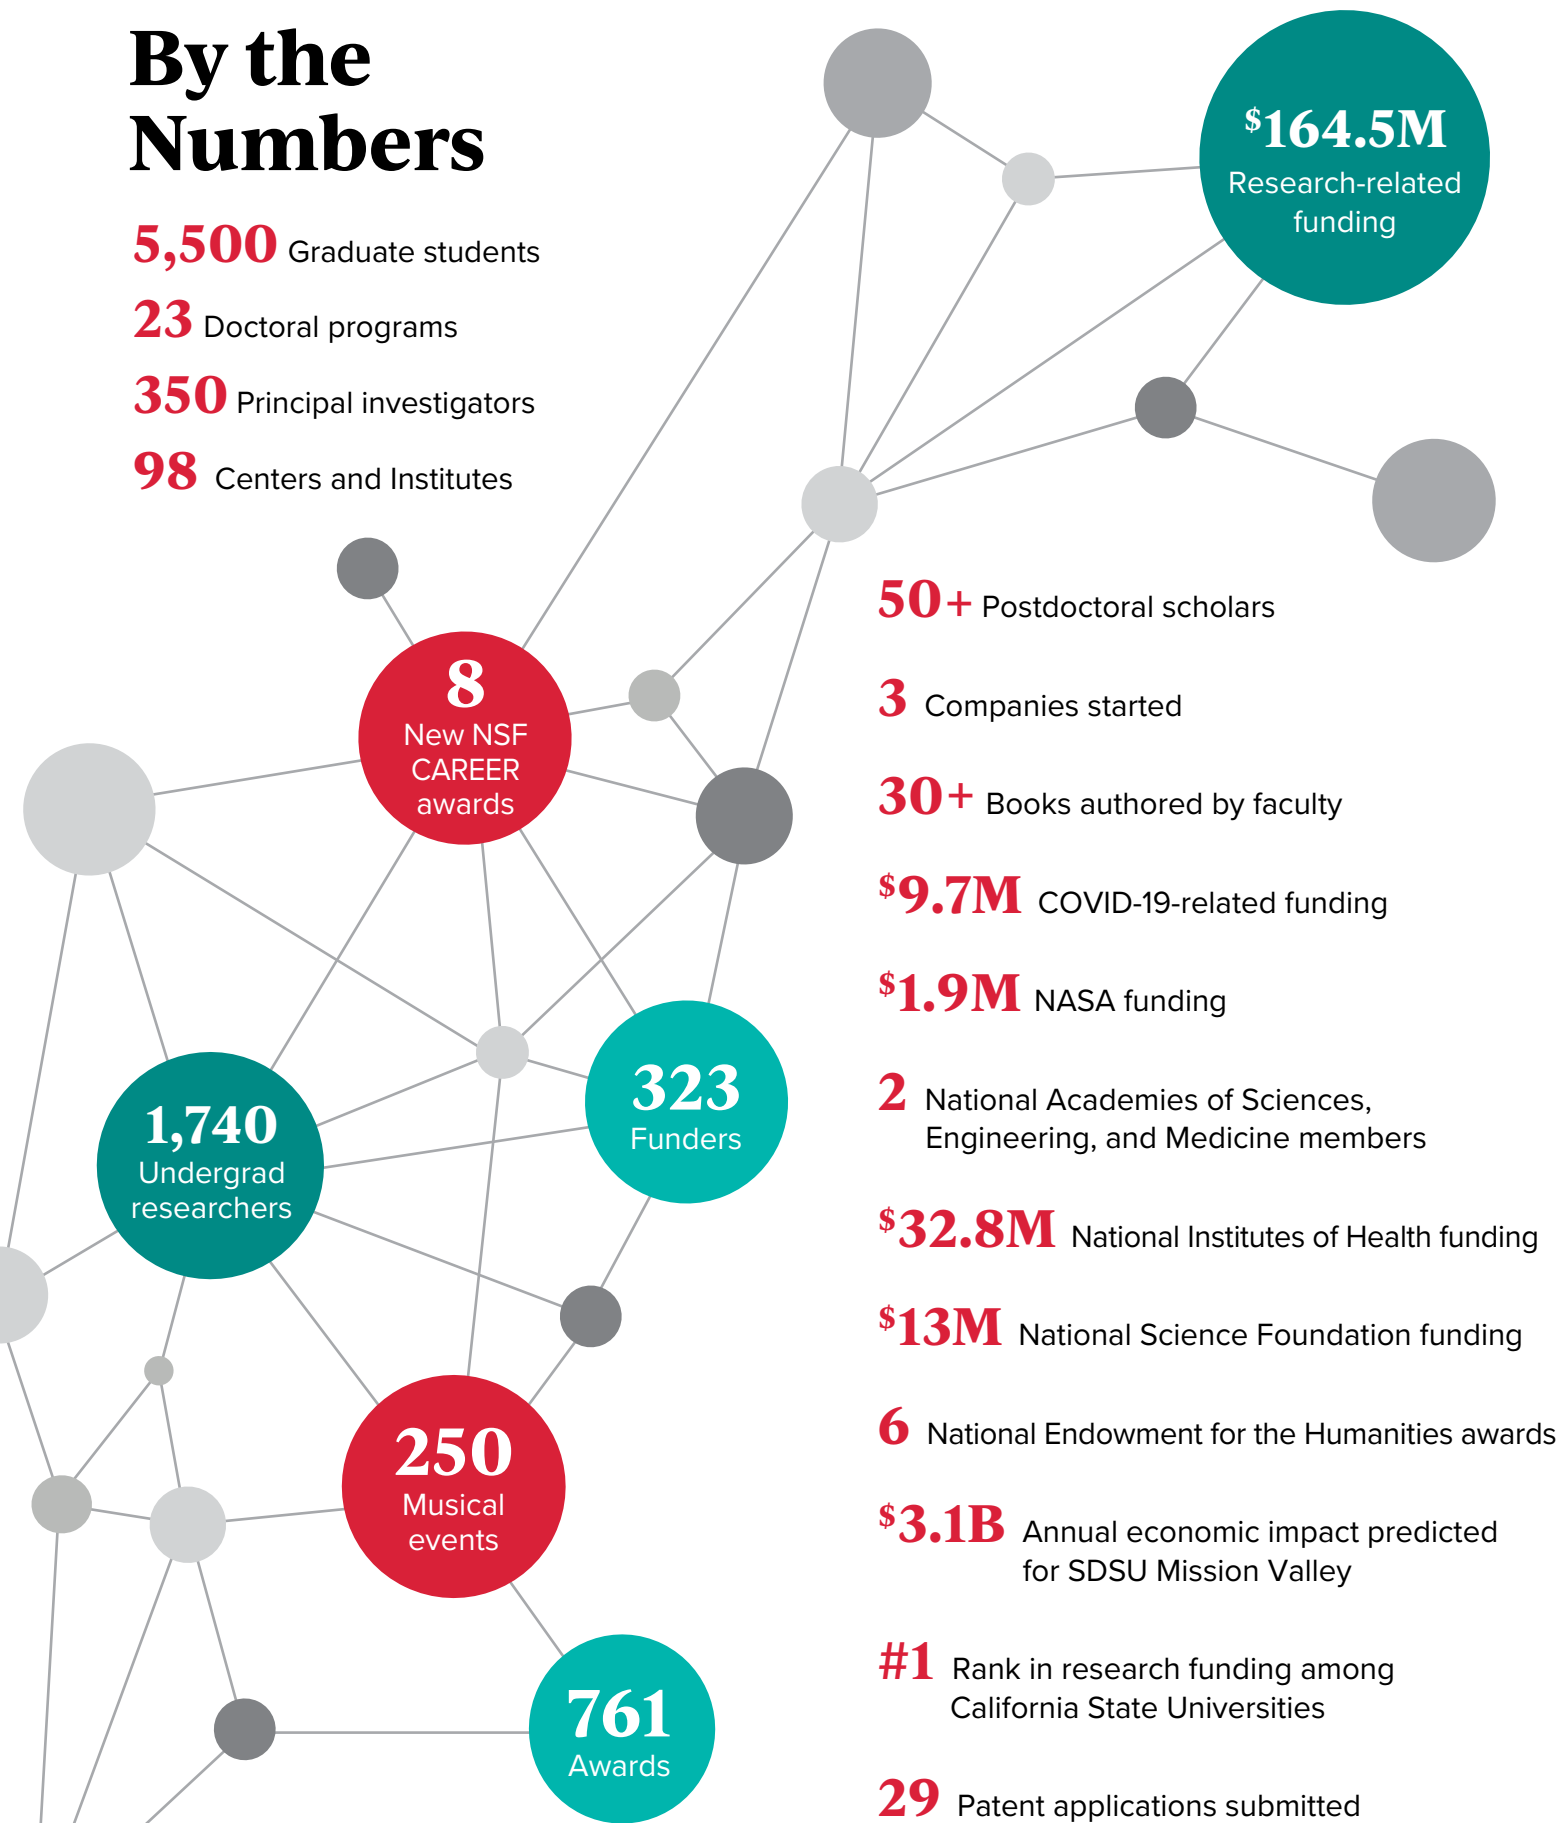 By the
Numbers
5,500 Graduate students
23 Doctoral programs
350 Principal investigators
98 Centers and Institutes
$164.5M
Research-related
funding
8
New NSF
CAREER
awards
1,740
Undergrad
researchers
323
Funders
250
Musical
events
761
Awards
50+ Postdoctoral scholars
3 Companies started
30+ Books authored by faculty
$9.7M COVID-19-related funding
$1.9M NASA funding
2 National Academies of Sciences,
Engineering, and Medicine members
$32.8M National Institutes of Health funding
$13M National Science Foundation funding
6 National Endowment for the Humanities awards
$3.1B Annual economic impact predicted
for SDSU Mission Valley
#1 Rank in research funding among
California State Universities
29 Patent applications submitted